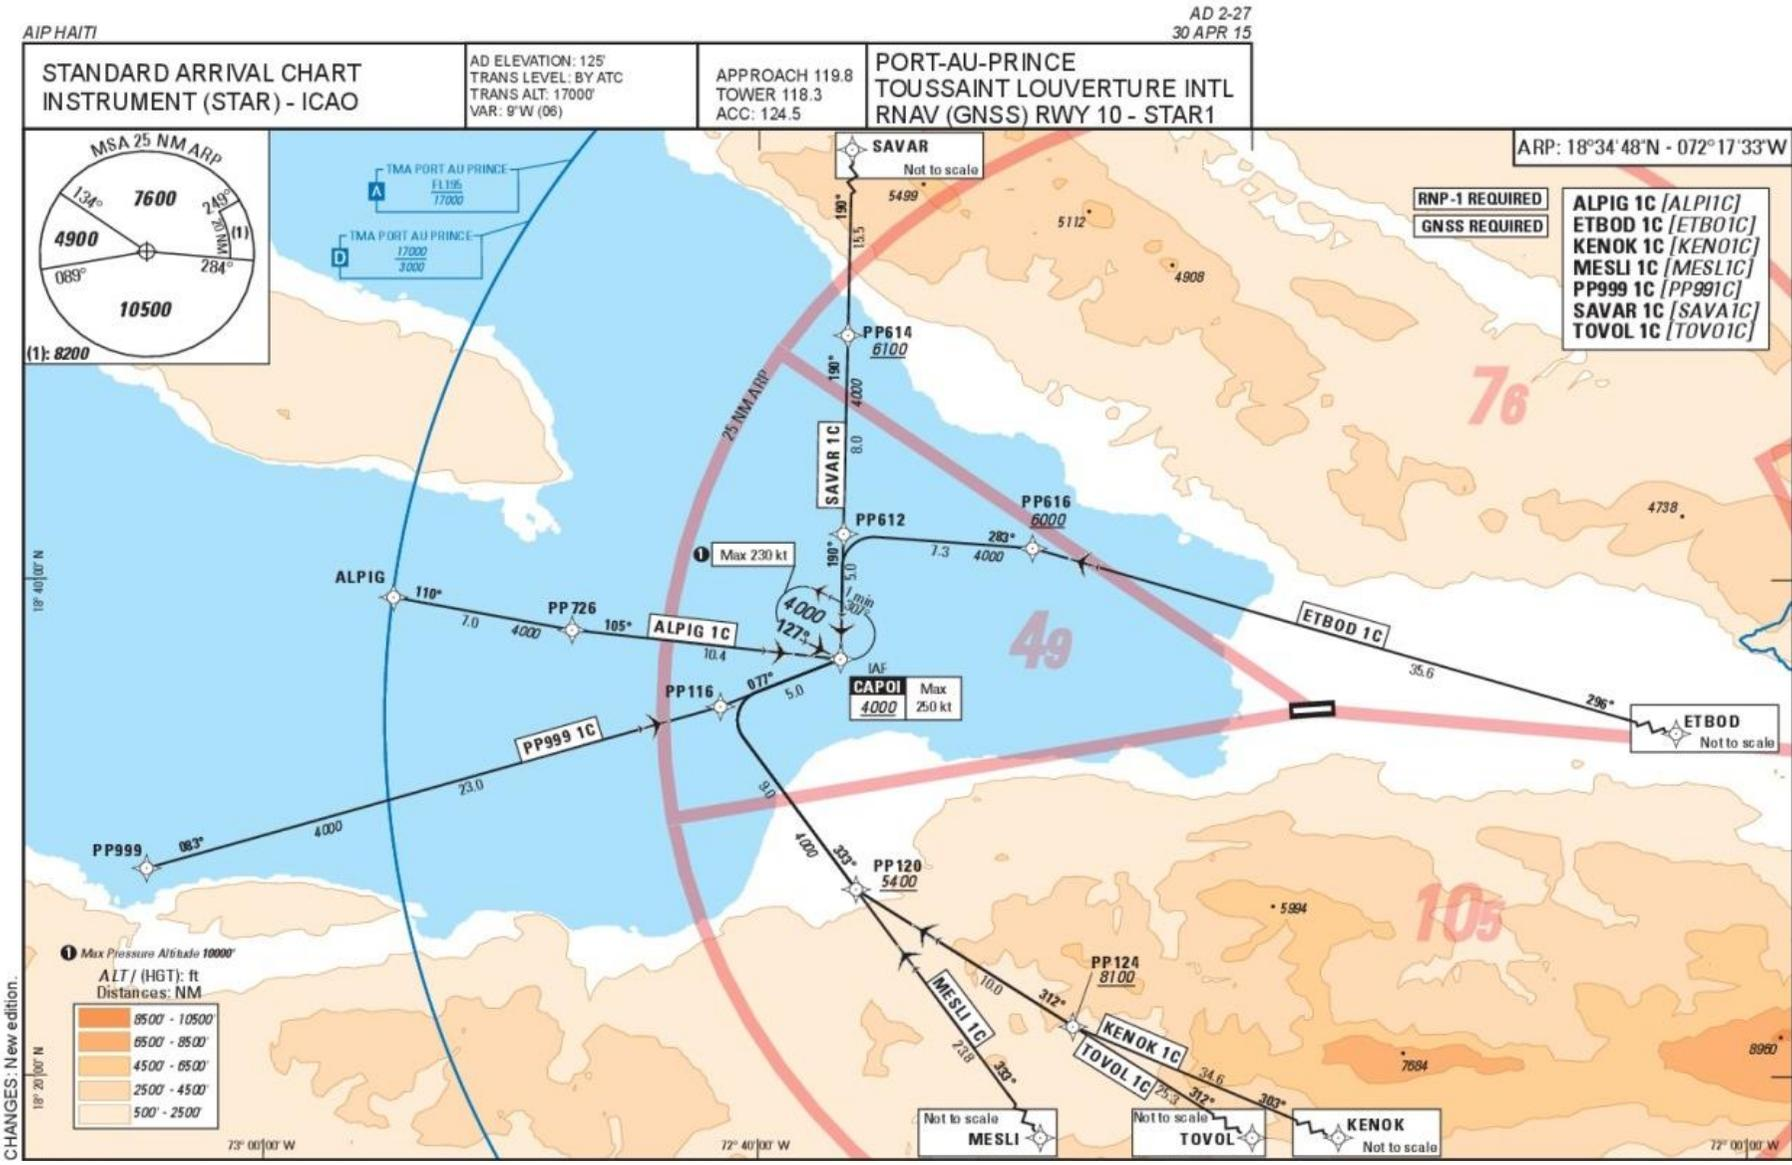 AD 2-27
AIP HAITI
30 APR 15
STANDARD ARRIVAL CHART
INSTRUMENT (STAR) - ICAO
AD ELEVATION: 125'
TRANS LEVEL: BY ATC
TRANS ALT: 17000'
VAR: 9°W (06)
APPROACH 119.8
TOWER 118.3
ACC: 124.5
PORT-AU-PRINCE
TOUSSAINT LOUVERTURE INTL
RNAV (GNSS) RWY 10 - STAR1
MSA 25 NM ARP
134°
7600
249°
20 NM
(1)
4900
089°
284°
10500
(1): 8200
TMA PORT AU PRINCE
A
FL195
17000
TMA PORT AU PRINCE
D
17000
3000
SAVAR
Not to scale
ARP: 18°34'48"N - 072°17'33"W
RNP-1 REQUIRED
GNSS REQUIRED
ALPIG 1C [ALPI1C]
ETBOD 1C [ETBO1C]
KENOK 1C [KENO1C]
MESLI 1C [MESL1C]
PP999 1C [PP991C]
SAVAR 1C [SAVA1C]
TOVOL 1C [TOVO1C]
5499
5112
4908
190°
15.5
PP614
6100
190°
4000
25 NM ARP
SAVAR 1C
8.0
76
4738
PP612
PP616
6000
283°
7.3
4000
190°
5.0
1 Max 230 kt
1 min
307°
4000
127°
18° 40'00" N
ALPIG
110°
7.0
4000
PP726
105°
ALPIG 1C
10.4
49
ETBOD 1C
35.6
296°
ETBOD
Not to scale
IAF
CAPOI
4000
Max
250 kt
PP116
077°
5.0
PP999 1C
23.0
4000
083°
PP999
9.0
4000
333°
PP120
5400
5994
105
PP124
8100
10.0
312°
MESLI 1C
23.8
333°
KENOK 1C
34.6
303°
TOVOL 1C
25.3
312°
7684
8960
Not to scale
MESLI
Not to scale
TOVOL
KENOK
Not to scale
1 Max Pressure Altitude 10000'
ALT / (HGT): ft
Distances: NM
8500' - 10500'
6500' - 8500'
4500' - 6500'
2500' - 4500'
500' - 2500'
18° 20'00" N
73° 00'00" W
72° 40'00" W
72° 00'00" W
CHANGES: New edition.